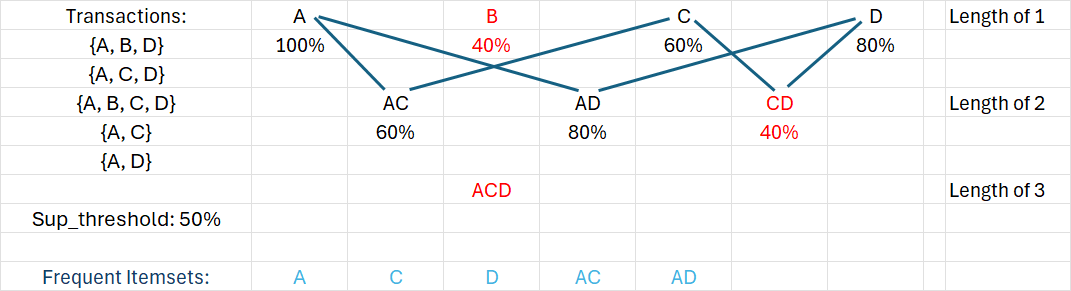 Transactions: A B C D Length of 1
{A, B, D} 100% 40% 60% 80%
{A, C, D}
{A, B, C, D} AC AD CD Length of 2
{A, C} 60% 80% 40%
{A, D}
ACD Length of 3
Sup_threshold: 50%
Frequent Itemsets: A C D AC AD